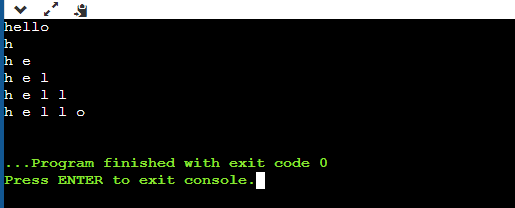 hello
h
h e
h e l
h e l l
h e l l o
...Program finished with exit code 0
Press ENTER to exit console.